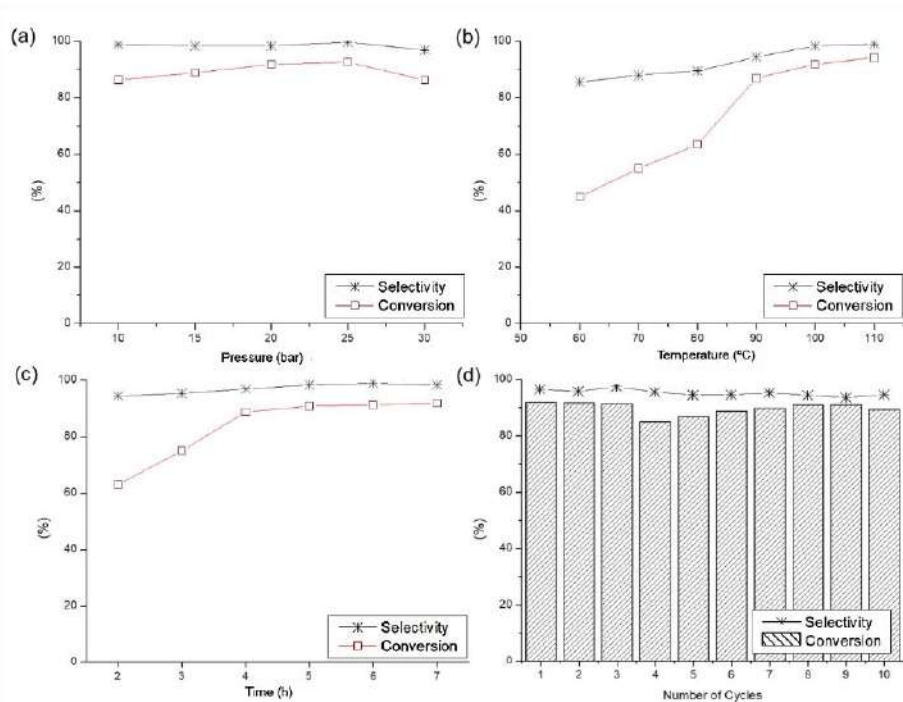 (a)
100
80
60
40
20
0
(%)
Selectivity
Conversion
10 15 20 25 30
Pressure (bar)
(b)
100
80
60
40
20
0
(%)
Selectivity
Conversion
50 60 70 80 90 100 110
Temperature (ºC)
(c)
100
80
60
40
20
0
(%)
Selectivity
Conversion
2 3 4 5 6 7
Time (h)
(d)
100
80
60
40
20
0
(%)
Selectivity
Conversion
1 2 3 4 5 6 7 8 9 10
Number of Cycles